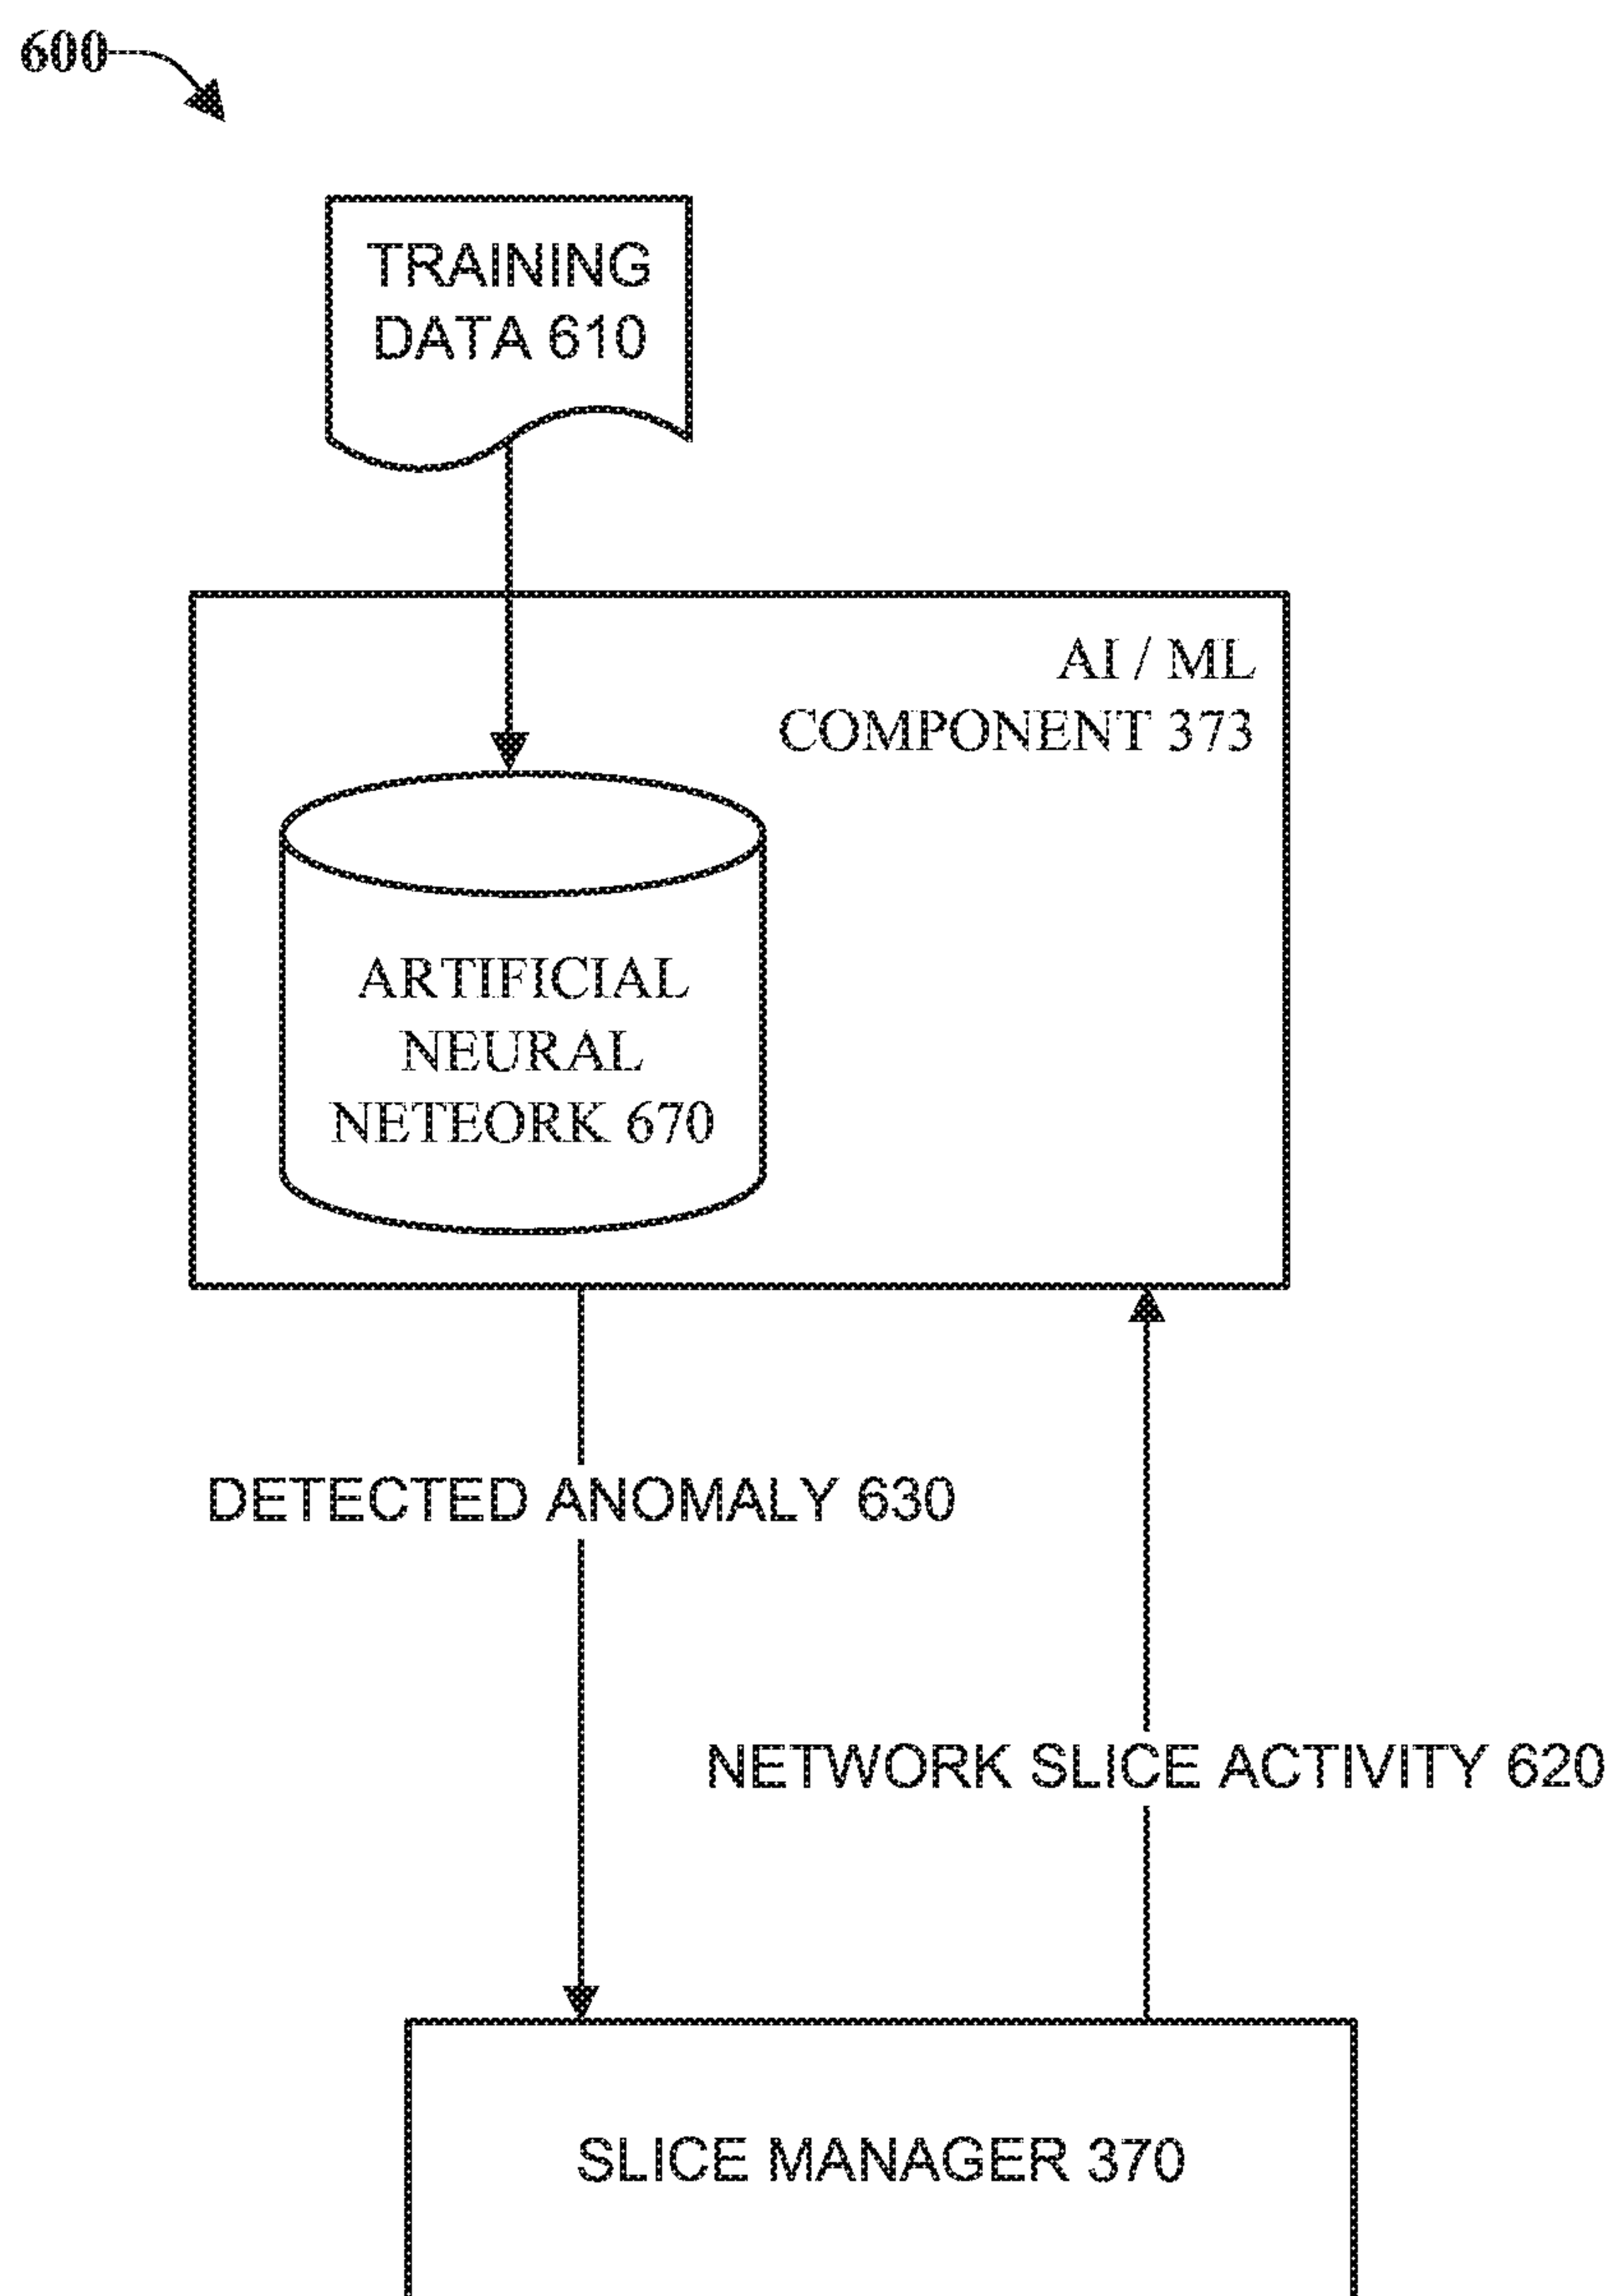 600
TRAINING
DATA 610
AI / ML
COMPONENT 373
ARTIFICIAL
NEURAL
NETEORK 670
DETECTED ANOMALY 630
NETWORK SLICE ACTIVITY 620
SLICE MANAGER 370